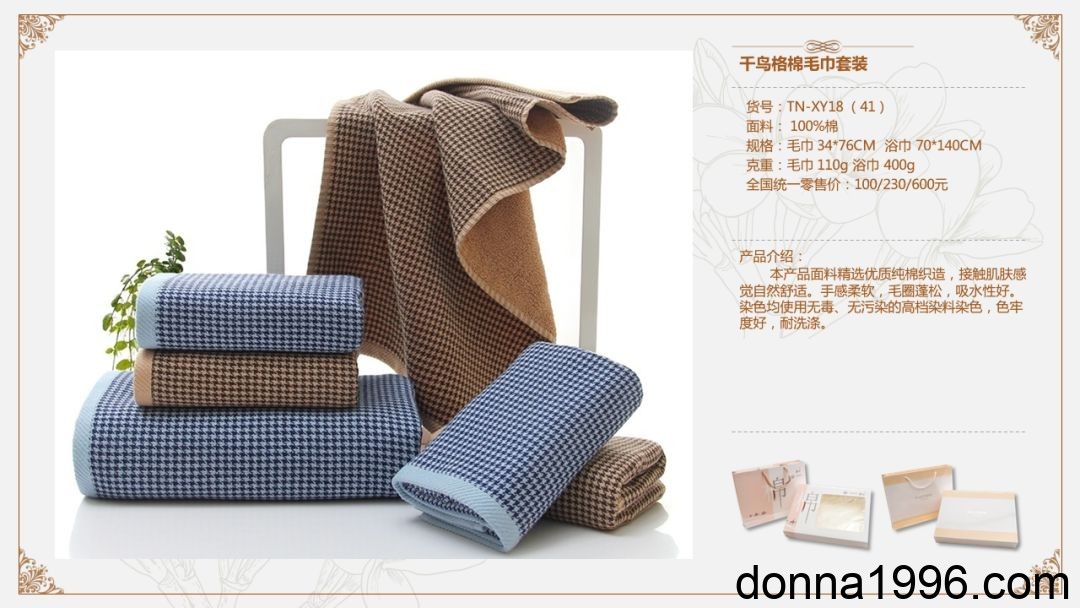 千鸟格棉毛巾套装
货号：TN-XY18（41）
面料： 100%棉
规格：毛巾 34*76CM  浴巾 70*140CM
克重：毛巾 110g 浴巾 400g
全国统一零售价：100/230/600元
产品介绍：
本产品面料精选优质纯棉织造，接触肌肤感
觉自然舒适。手感柔软，毛圈蓬松，吸水性好。
染色均使用无毒、无污染的高档染料染色，色牢
度好，耐洗涤。
帛
donna1996.com